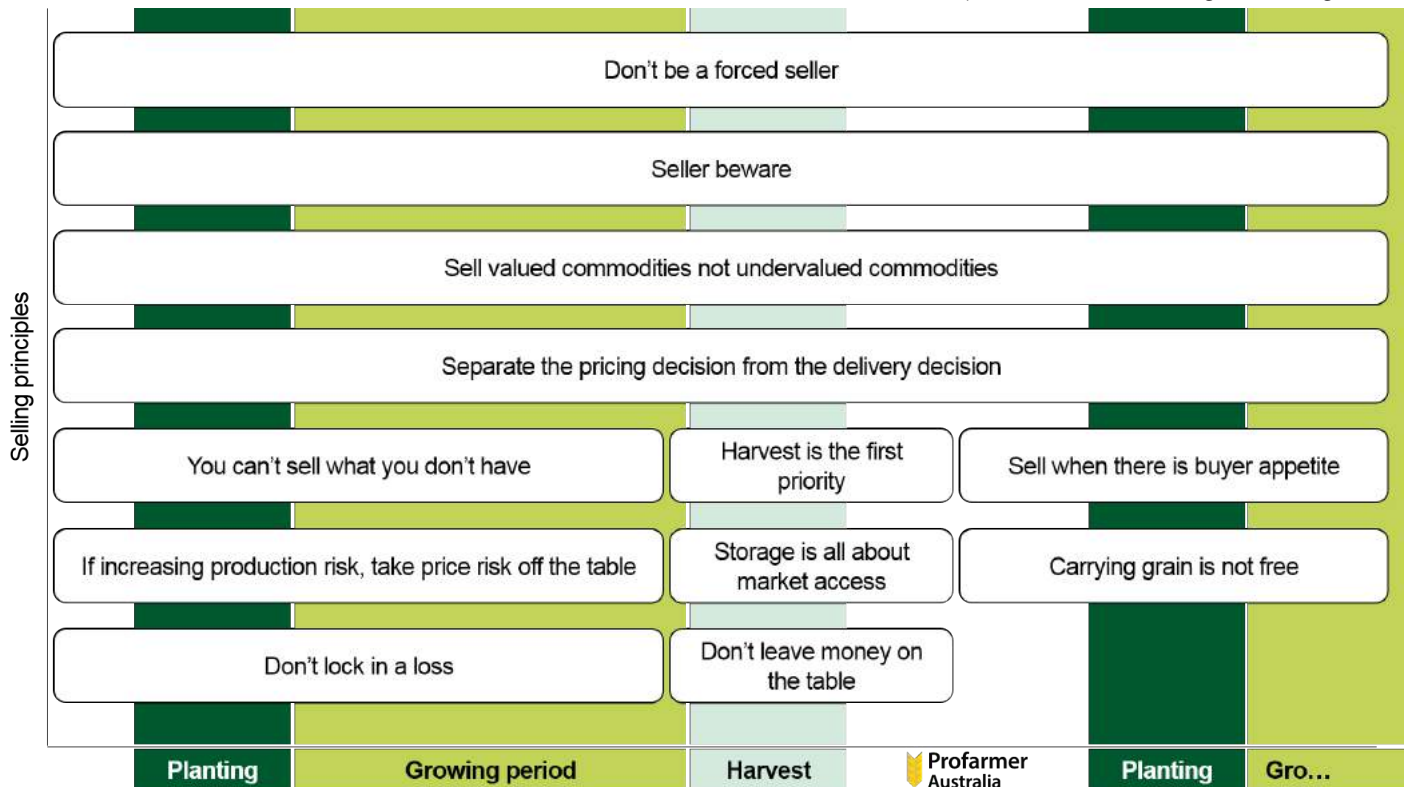 Don't be a forced seller
Seller beware
Sell valued commodities not undervalued commodities
Separate the pricing decision from the delivery decision
You can't sell what you don't have
Harvest is the first
priority
Sell when there is buyer appetite
If increasing production risk, take price risk off the table
Storage is all about
market access
Carrying grain is not free
Don't lock in a loss
Don't leave money on
the table
Selling principles
Planting
Growing period
Harvest
Profarmer
Australia
Planting
Gro...